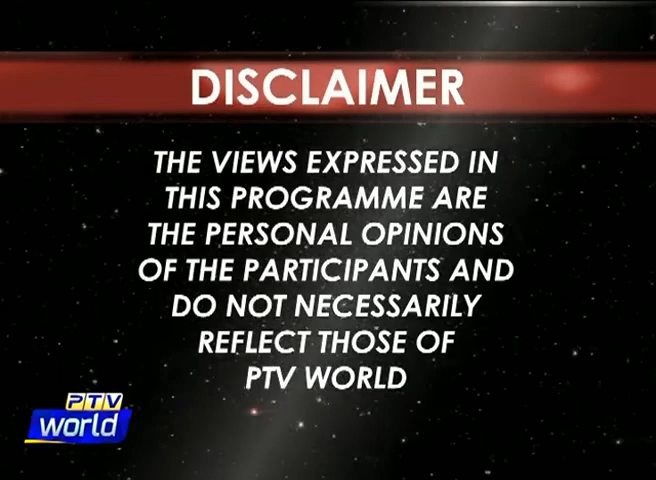 DISCLAIMER
THE VIEWS EXPRESSED IN
THIS PROGRAMME ARE
THE PERSONAL OPINIONS
OF THE PARTICIPANTS AND
DO NOT NECESSARILY
REFLECT THOSE OF
PTV WORLD
PTV
world